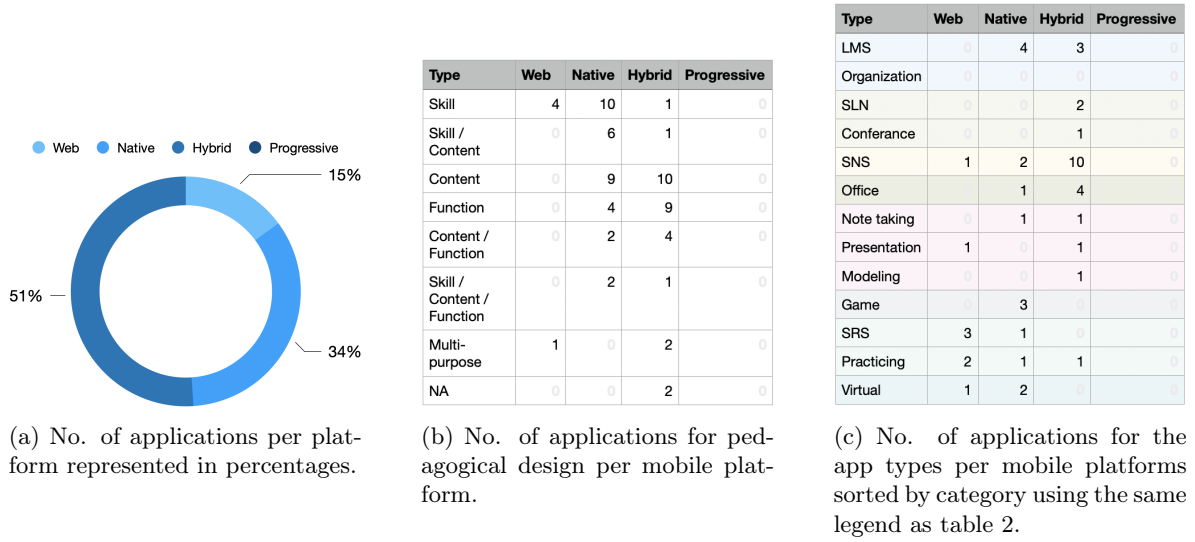 Web Native Hybrid Progressive
15%
51%
34%
(a) No. of applications per plat-
form represented in percentages.
Type Web Native Hybrid Progressive
Skill 4 10 1 0
Skill / 0 6 1 0
Content
Content 0 9 10 0
Function 0 4 9 0
Content / 0 2 4 0
Function
Skill / 0 2 1 0
Content /
Function
Multi- 1 0 2 0
purpose
NA 0 0 2 0
(b) No. of applications for ped-
agogical design per mobile plat-
form.
Type Web Native Hybrid Progressive
LMS 0 4 3 0
Organization 0 0 0 0
SLN 0 0 2 0
Conferance 0 0 1 0
SNS 1 2 10 0
Office 1 4
Note taking 0 1 1 0
Presentation 1 0 1 0
Modeling 1
Game 0 3 0
SRS 3 1 0 0
Practicing 2 1 1 0
Virtual 1 2 0 0
(c) No. of applications for the
app types per mobile platforms
sorted by category using the same
legend as table 2.